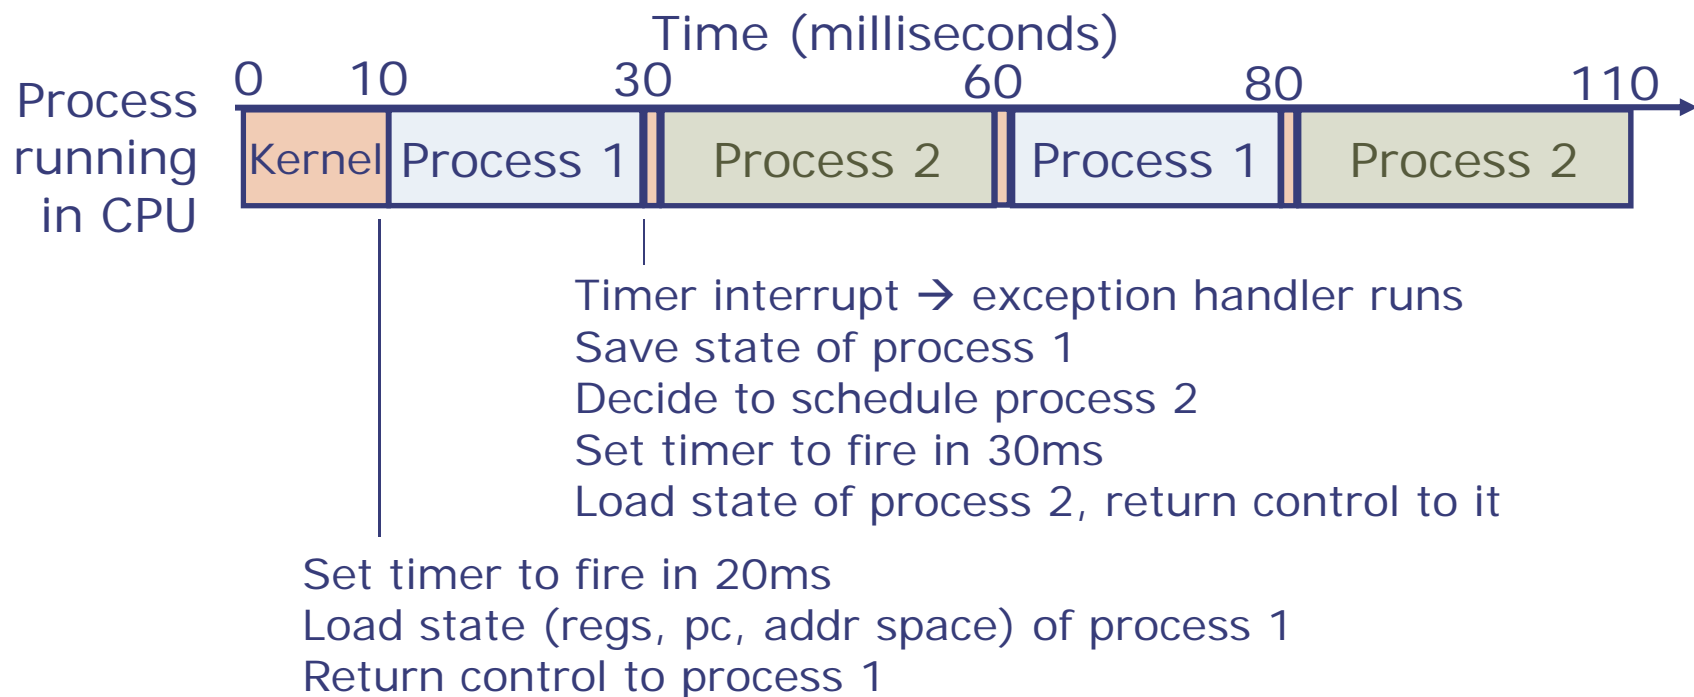 Time (milliseconds)
0 10 30 60 80 110
Process
running
in CPU
Kernel Process 1 Process 2 Process 1 Process 2
Timer interrupt → exception handler runs
Save state of process 1
Decide to schedule process 2
Set timer to fire in 30ms
Load state of process 2, return control to it
Set timer to fire in 20ms
Load state (regs, pc, addr space) of process 1
Return control to process 1